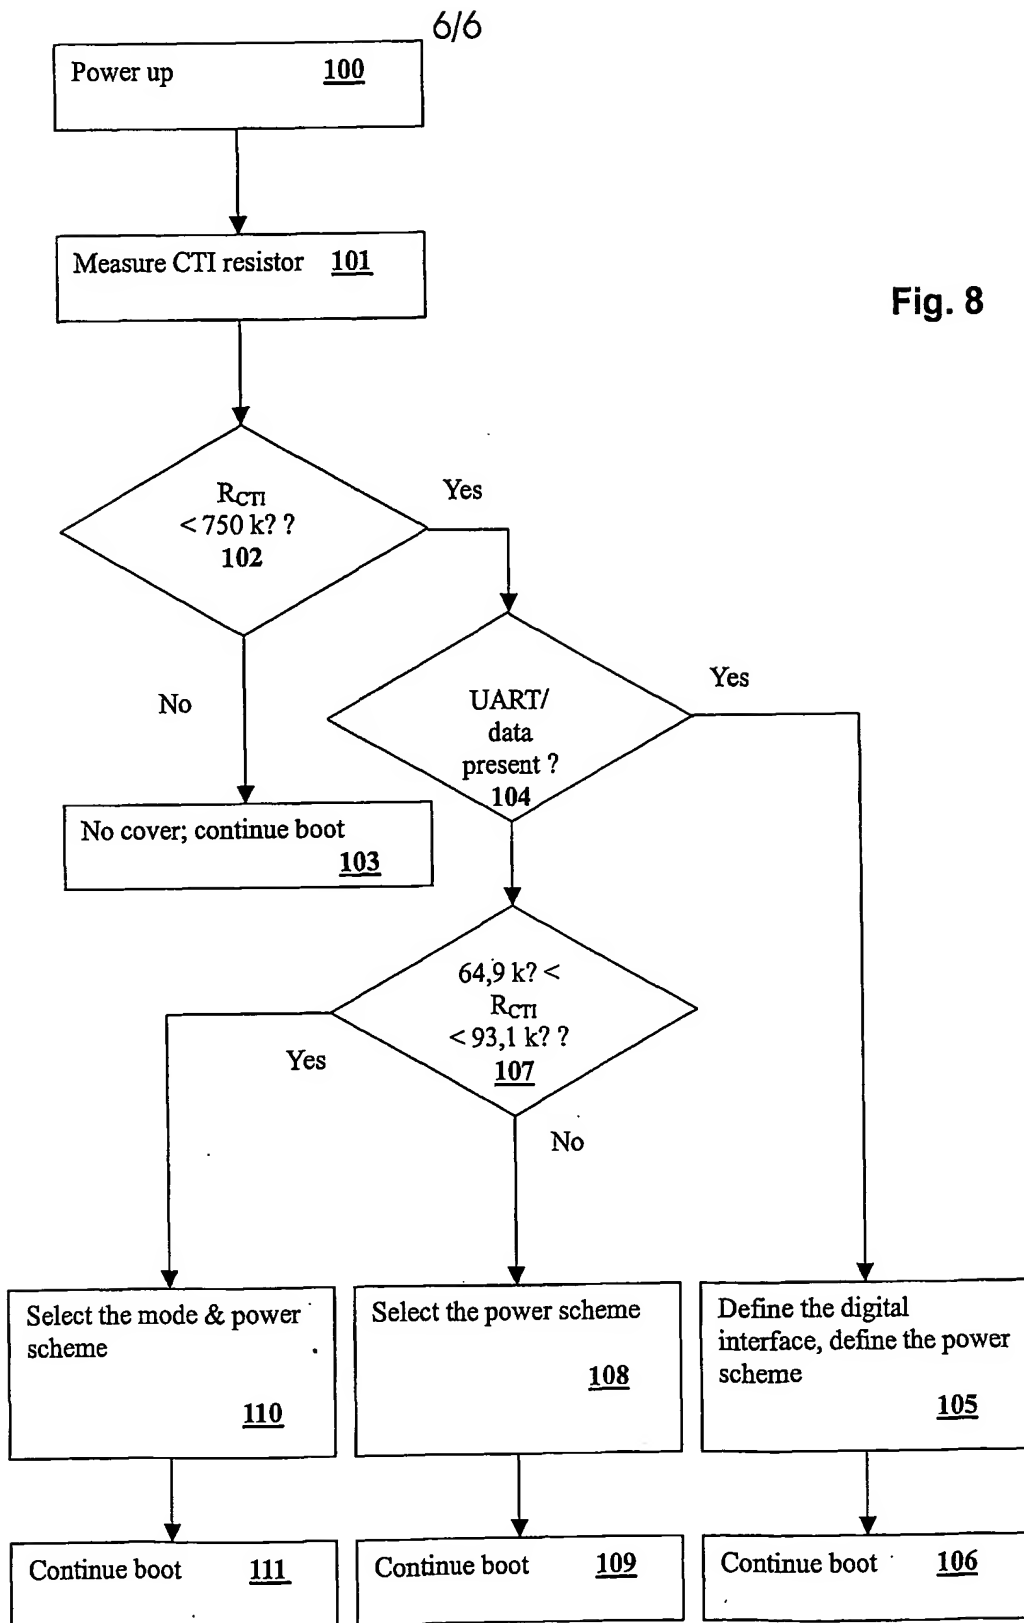 6/6
Power up 100
Measure CTI resistor 101
Fig. 8
RCTI
< 750 k? ?
102
Yes
No
UART/
data
present ?
104
Yes
No cover; continue boot
103
64,9 k? <
RCTI
< 93,1 k? ?
107
Yes
No
Select the mode & power
scheme
110
Select the power scheme
108
Define the digital
interface, define the power
scheme
105
Continue boot 111
Continue boot 109
Continue boot 106